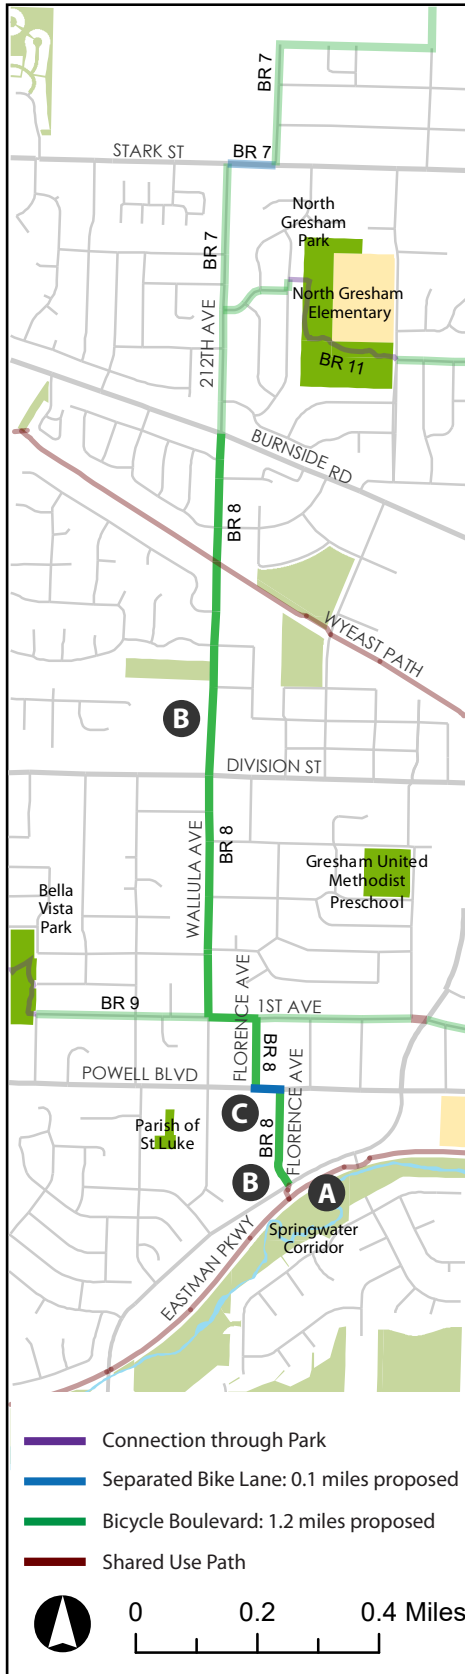 BR 7
STARK ST
BR 7
North
Gresham
Park
BR 7
North Gresham
Elementary
212TH AVE
BR 11
BURNSIDE
RD
BR 8
WYEAST PATH
B
DIVISION ST
BR 8
WALLULA AVE
Gresham United
Methodist
Preschool
Bella
Vista
Park
FLORENCE AVE
BR 9
1ST AVE
BR 8
POWELL BLVD
FLORENCE AVE
C
Parish of
St Luke
BR 8
B
A
Springwater
Corridor
EASTMAN PKWY
Connection through Park
Separated Bike Lane: 0.1 miles proposed
Bicycle Boulevard: 1.2 miles proposed
Shared Use Path
0 0.2 0.4 Miles